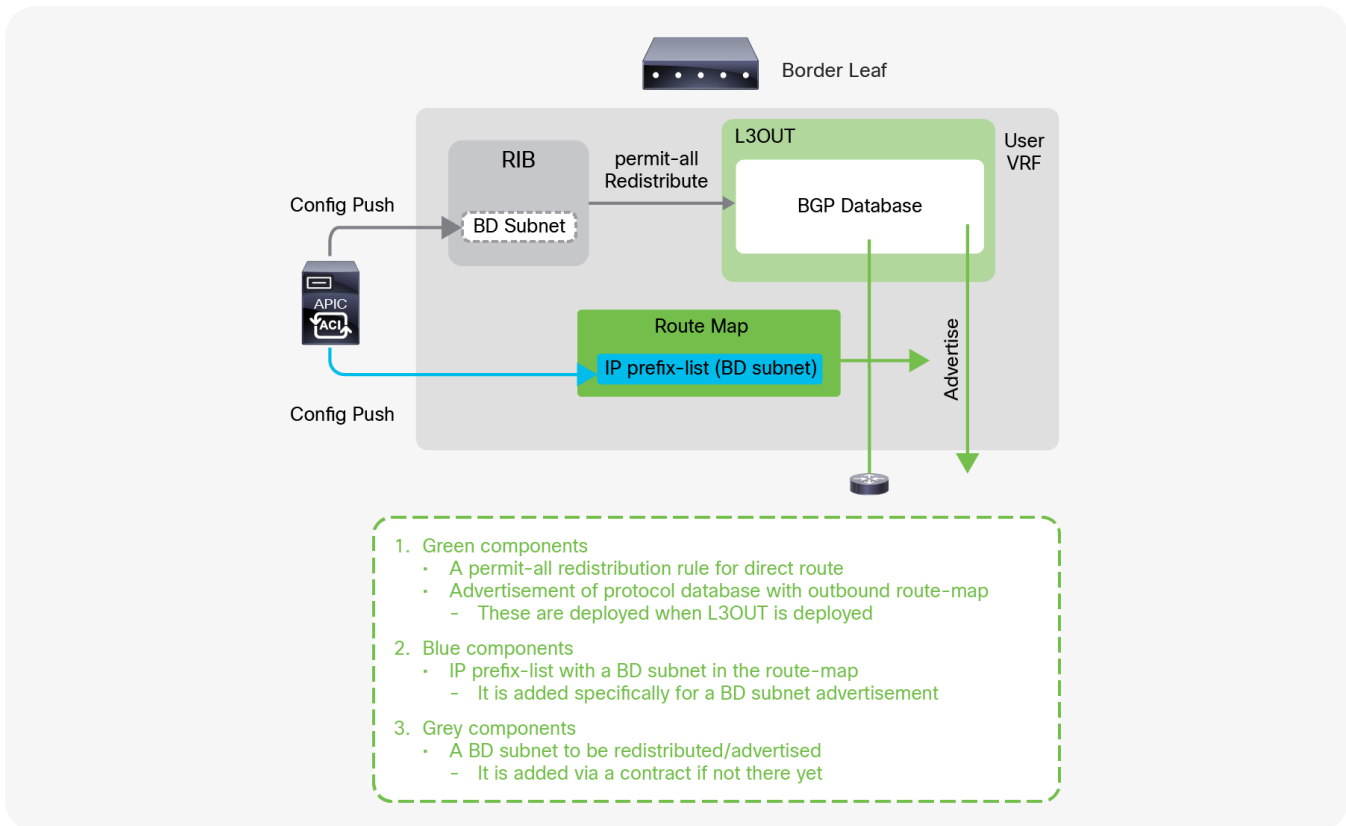 Border Leaf
L3OUT
User
VRF
RIB
permit-all
Redistribute
BGP Database
Config Push
BD Subnet
APIC
ACI
Route Map
IP prefix-list (BD subnet)
Advertise
Config Push
1. Green components
· A permit-all redistribution rule for direct route
· Advertisement of protocol database with outbound route-map
- These are deployed when L3OUT is deployed
2. Blue components
· IP prefix-list with a BD subnet in the route-map
- It is added specifically for a BD subnet advertisement
3. Grey components
· A BD subnet to be redistributed/advertised
- It is added via a contract if not there yet